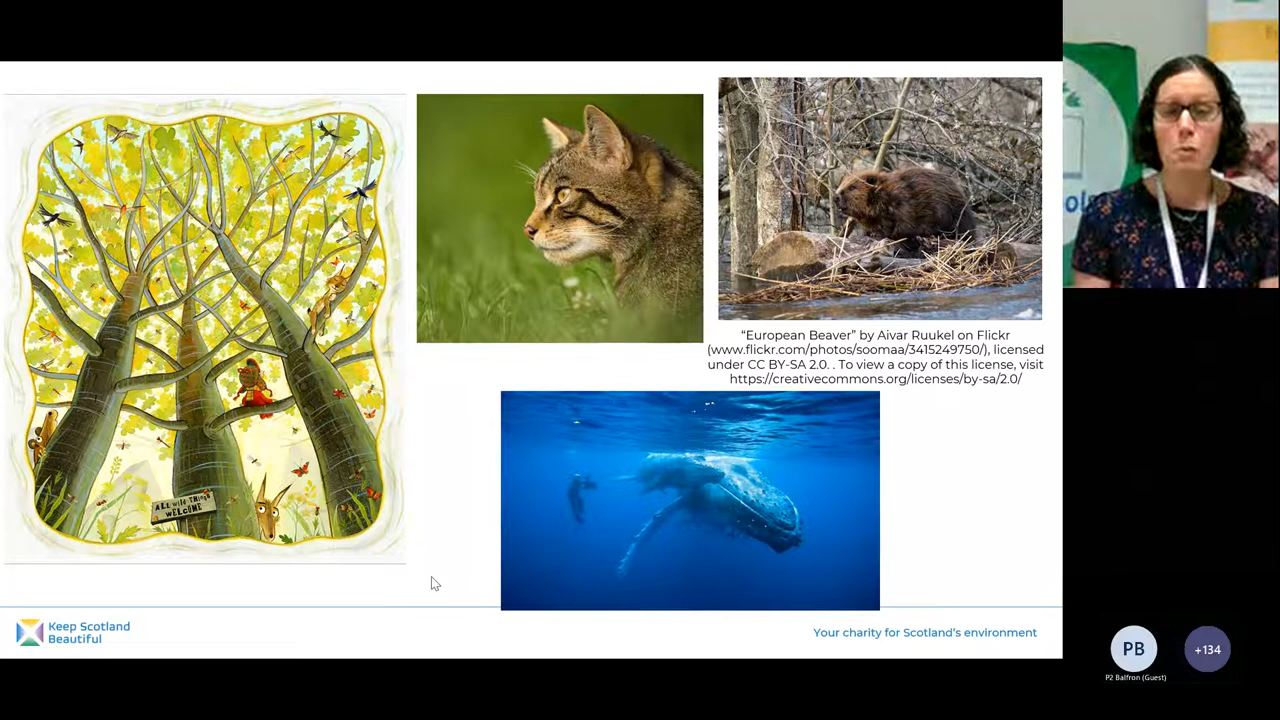 ALL wild THings
WELCOME
"European Beaver" by Aivar Ruukel on Flickr
(www.flickr.com/photos/soomaa/3415249750/), licensed
under CC BY-SA 2.0. . To view a copy of this license, visit
https://creativecommons.org/licenses/by-sa/2.0/
Keep Scotland
Beautiful
Your charity for Scotland's environment
PB
+134
P2 Balfron (Guest)